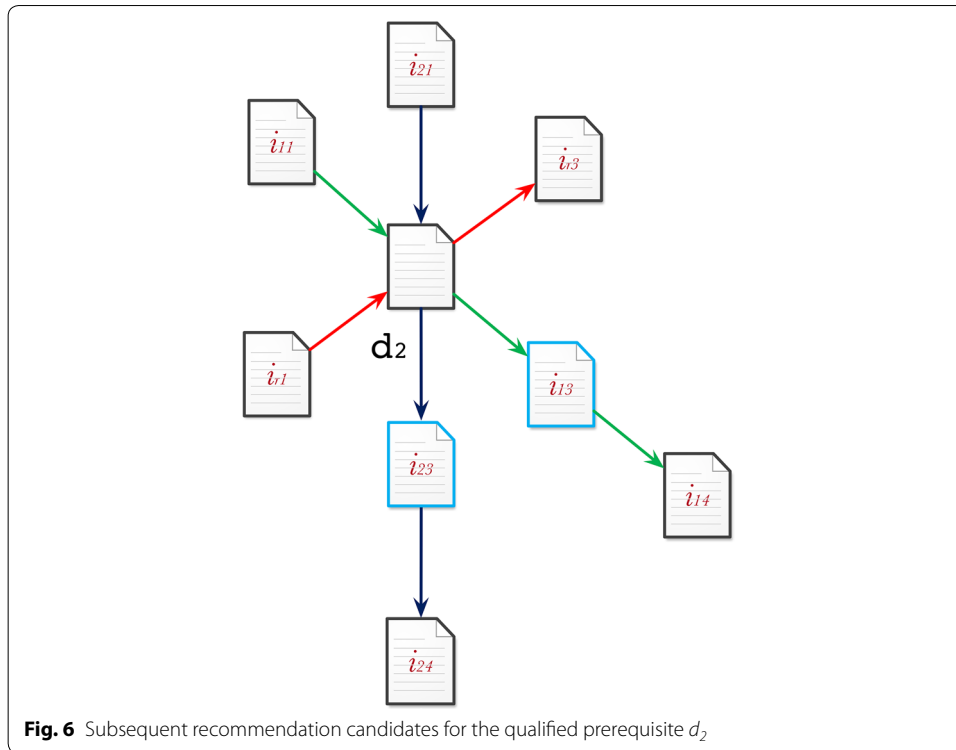 i21
i11
ir3
d2
ir1
i13
i23
i14
i24
Fig. 6 Subsequent recommendation candidates for the qualified prerequisite d2